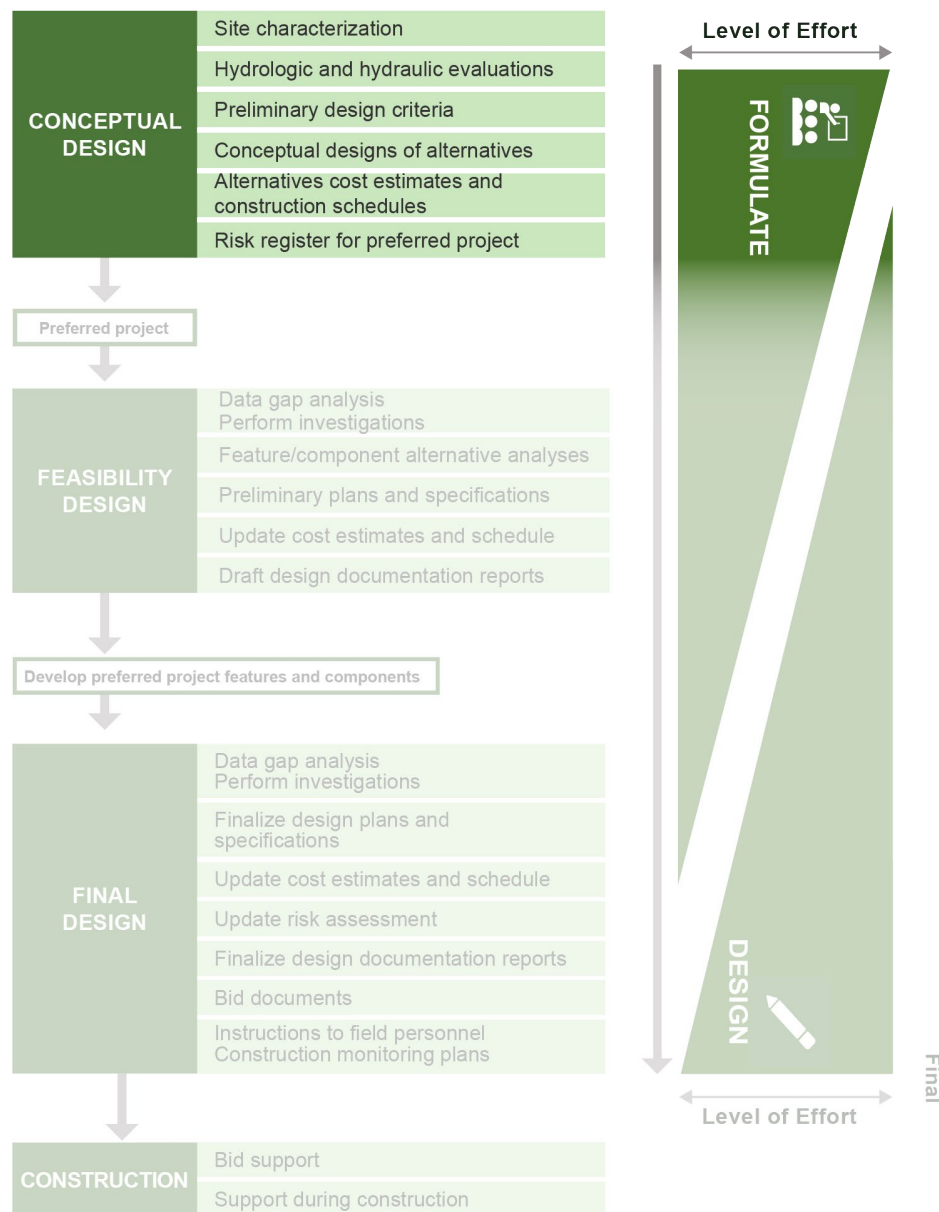 CONCEPTUAL
DESIGN
Site characterization
Hydrologic and hydraulic evaluations
Preliminary design criteria
Conceptual designs of alternatives
Alternatives cost estimates and
construction schedules
Risk register for preferred project
Preferred project
FEASIBILITY
DESIGN
Data gap analysis
Perform investigations
Feature/component alternative analyses
Preliminary plans and specifications
Update cost estimates and schedule
Draft design documentation reports
Develop preferred project features and components
FINAL
DESIGN
Data gap analysis
Perform investigations
Finalize design plans and
specifications
Update cost estimates and schedule
Update risk assessment
Finalize design documentation reports
Bid documents
Instructions to field personnel
Construction monitoring plans
CONSTRUCTION
Bid support
Support during construction
Level of Effort
FORMULATE
DESIGN
Level of Effort
Final